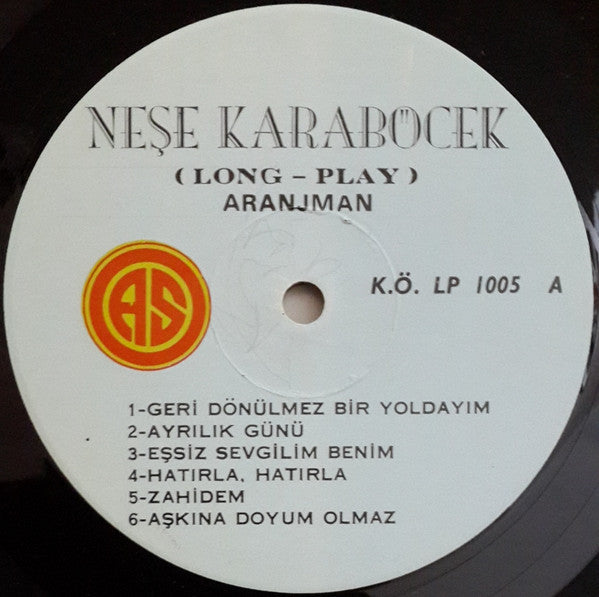 NEŞE KARABÖCEK
( LONG - PLAY )
ARANJMAN
AS
K.Ö. LP 1005 A
1-GERİ DÖNÜLMEZ BİR YOLDAYIM
2-AYRILIK GÜNÜ
3-EŞSİZ SEVGİLİM BENİM
4-HATIRLA, HATIRLA
5-ZAHİDEM
6-AŞKINA DOYUM OLMAZ